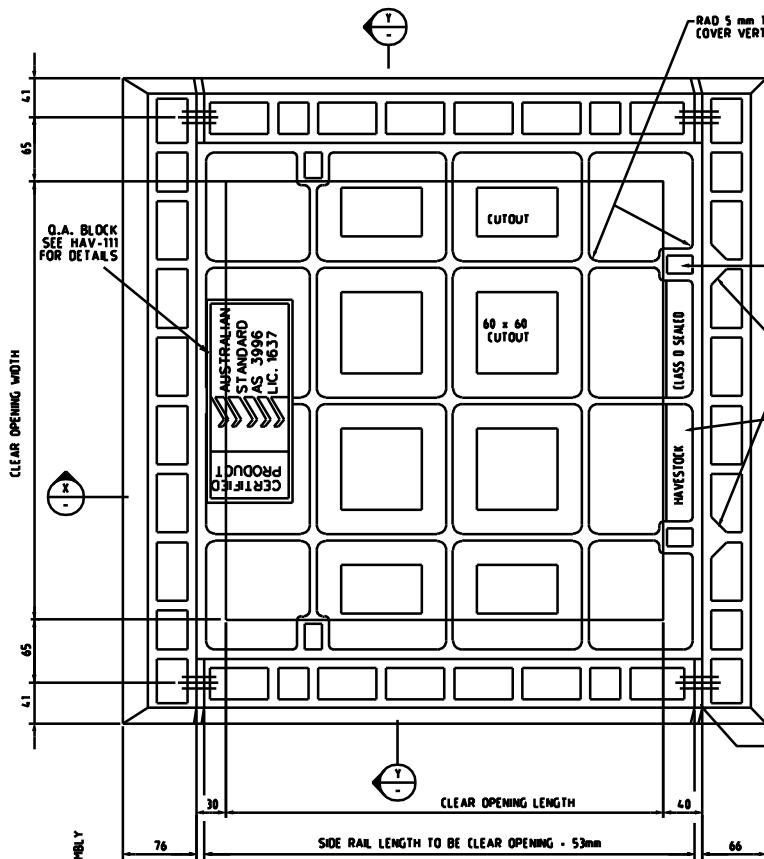 Y
-
RAD 5 mm
COVER VERT
41
65
Q.A. BLOCK
SEE HAV-111
FOR DETAILS
CUTOUT
60 x 60
CUTOUT
AUSTRALIAN
STANDARD
AS 3996
LIC. 1637
CERTIFIED
PRODUCT
CLASS D SEALED
HAVESTOCK
CLEAR OPENING WIDTH
X
-
65
41
Y
-
30
CLEAR OPENING LENGTH
40
MBLY
76
SIDE RAIL LENGTH TO BE CLEAR OPENING - 53mm
66